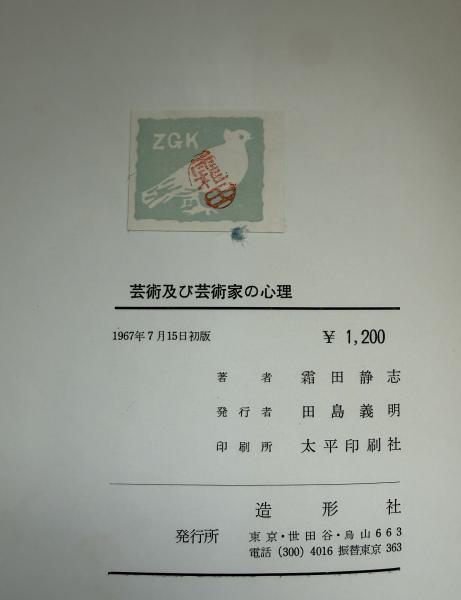 ZGK
芸術及び芸術家の心理
1967年7月15日初版 ¥ 1,200
著者 霜田静志
発行者 田島義明
印刷所 太平印刷社
造形社
発行所 東京・世田谷・烏山663
電話(300)4016 振替東京363